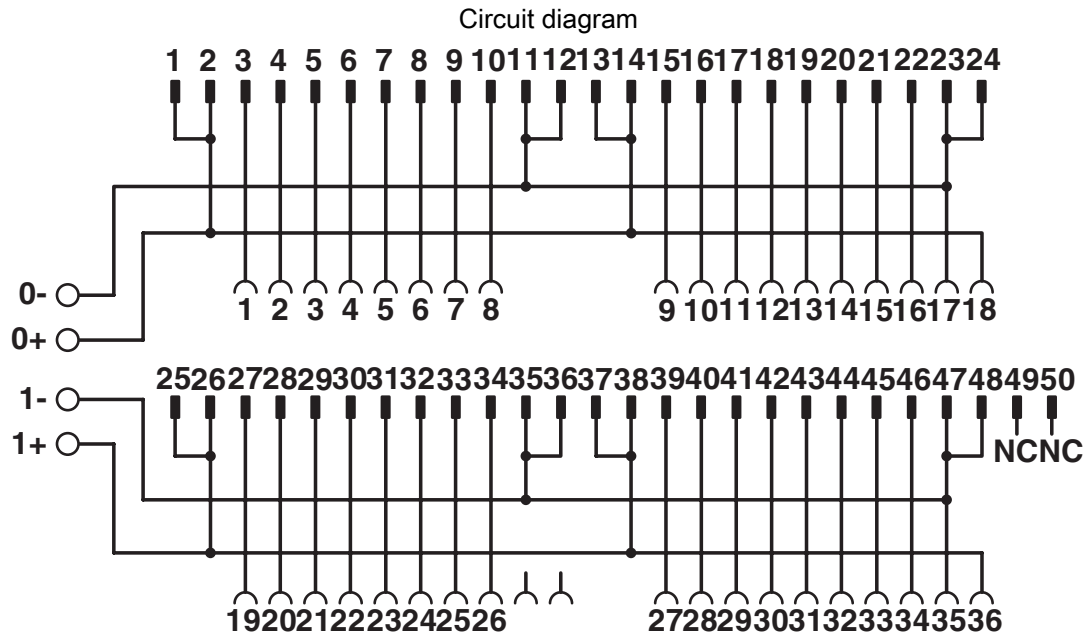 Circuit diagram
1 2 3 4 5 6 7 8 9 10 11 12 13 14 15 16 17 18 19 20 21 22 23 24
0-
1 2 3 4 5 6 7 8 9 10 11 12 13 14 15 16 17 18
0+
25 26 27 28 29 30 31 32 33 34 35 36 37 38 39 40 41 42 43 44 45 46 47 48 49 50
1-
1+
NC NC
19 20 21 22 23 24 25 26 27 28 29 30 31 32 33 34 35 36